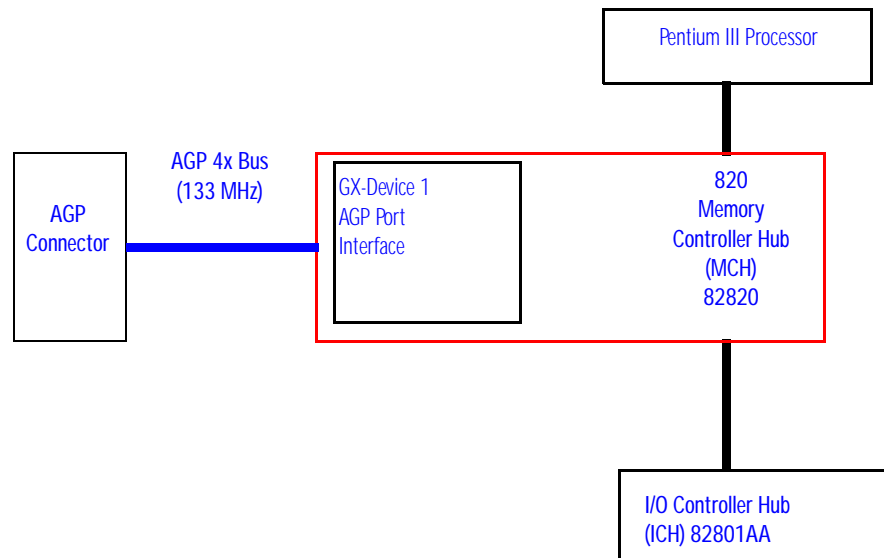 Pentium III Processor
AGP 4x Bus
(133 MHz)
AGP
Connector
GX-Device 1
AGP Port
Interface
820
Memory
Controller Hub
(MCH)
82820
I/O Controller Hub
(ICH) 82801AA